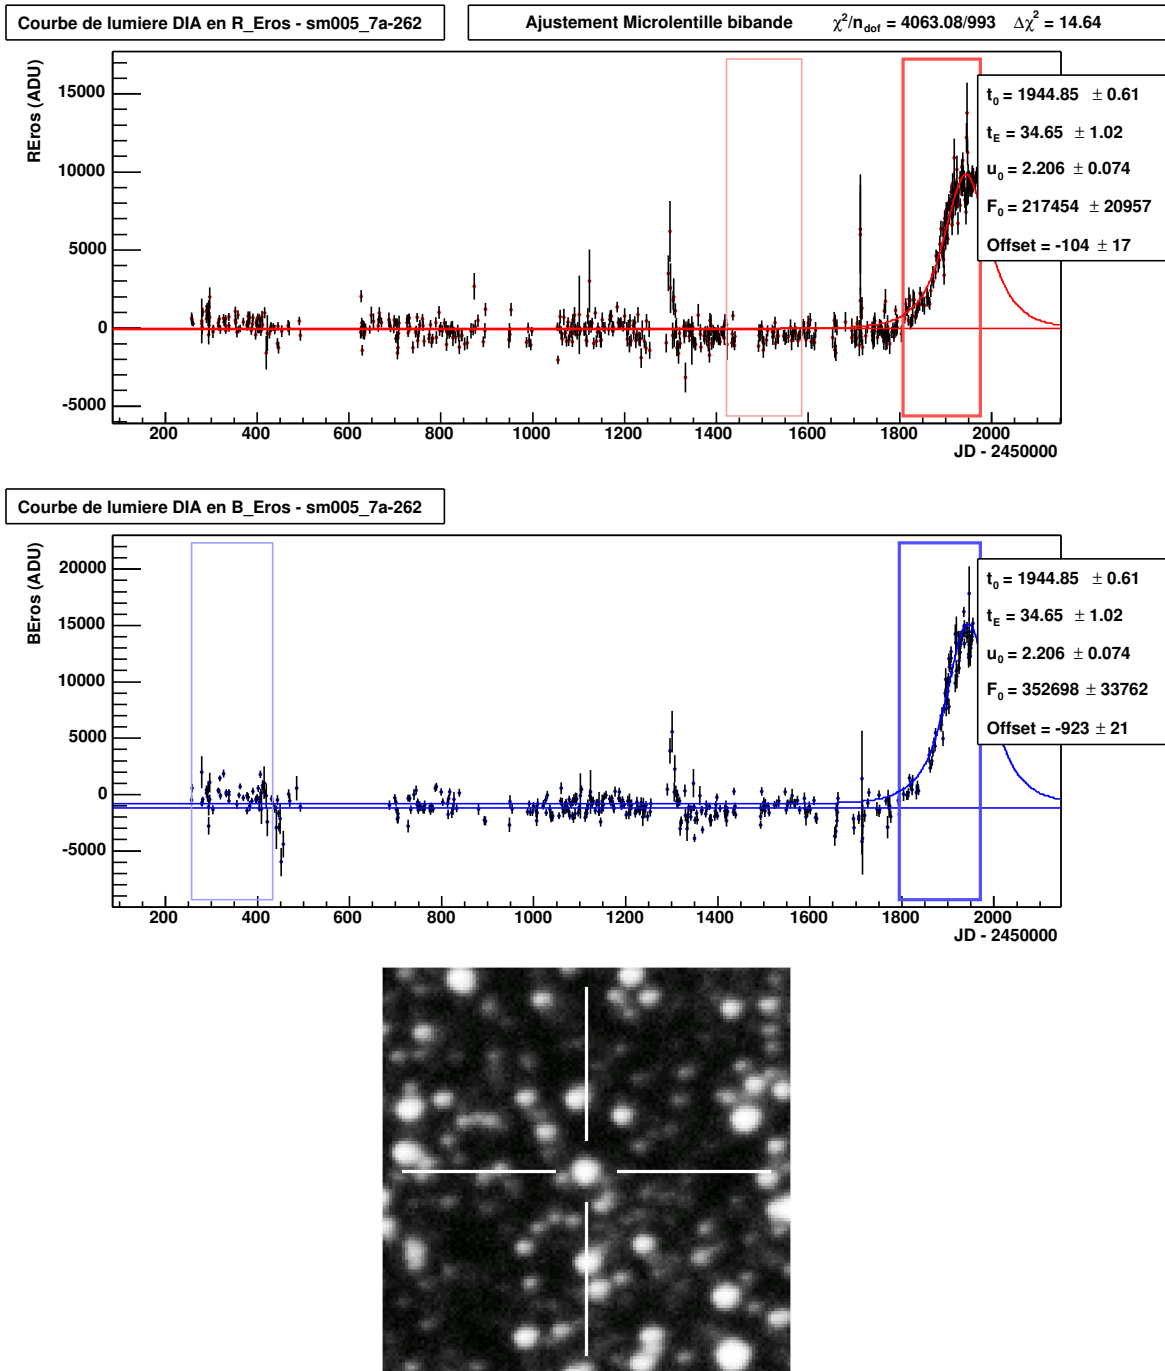 Courbe de lumiere DIA en R_Eros - sm005_7a-262
Ajustement Microlentille bibande χ²/n_dof = 4063.08/993 Δχ² = 14.64
REros (ADU)
15000
10000
5000
0
-5000
t₀ = 1944.85 ± 0.61
t_E = 34.65 ± 1.02
u₀ = 2.206 ± 0.074
F₀ = 217454 ± 20957
Offset = -104 ± 17
200 400 600 800 1000 1200 1400 1600 1800 2000
JD - 2450000
Courbe de lumiere DIA en B_Eros - sm005_7a-262
BEros (ADU)
20000
15000
10000
5000
0
-5000
t₀ = 1944.85 ± 0.61
t_E = 34.65 ± 1.02
u₀ = 2.206 ± 0.074
F₀ = 352698 ± 33762
Offset = -923 ± 21
200 400 600 800 1000 1200 1400 1600 1800 2000
JD - 2450000